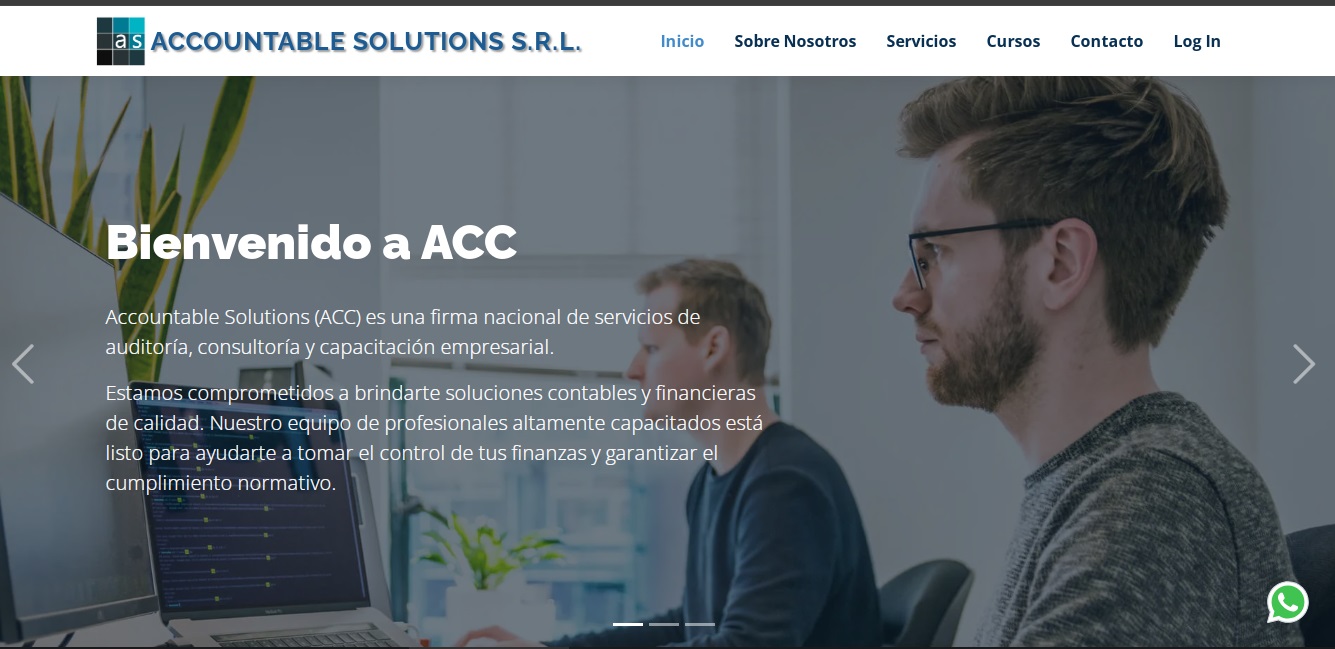 as ACCOUNTABLE SOLUTIONS S.R.L.
Inicio Sobre Nosotros Servicios Cursos Contacto Log In
Bienvenido a ACC
Accountable Solutions (ACC) es una firma nacional de servicios de
auditoría, consultoría y capacitación empresarial.
Estamos comprometidos a brindarte soluciones contables y financieras
de calidad. Nuestro equipo de profesionales altamente capacitados está
listo para ayudarte a tomar el control de tus finanzas y garantizar el
cumplimiento normativo.